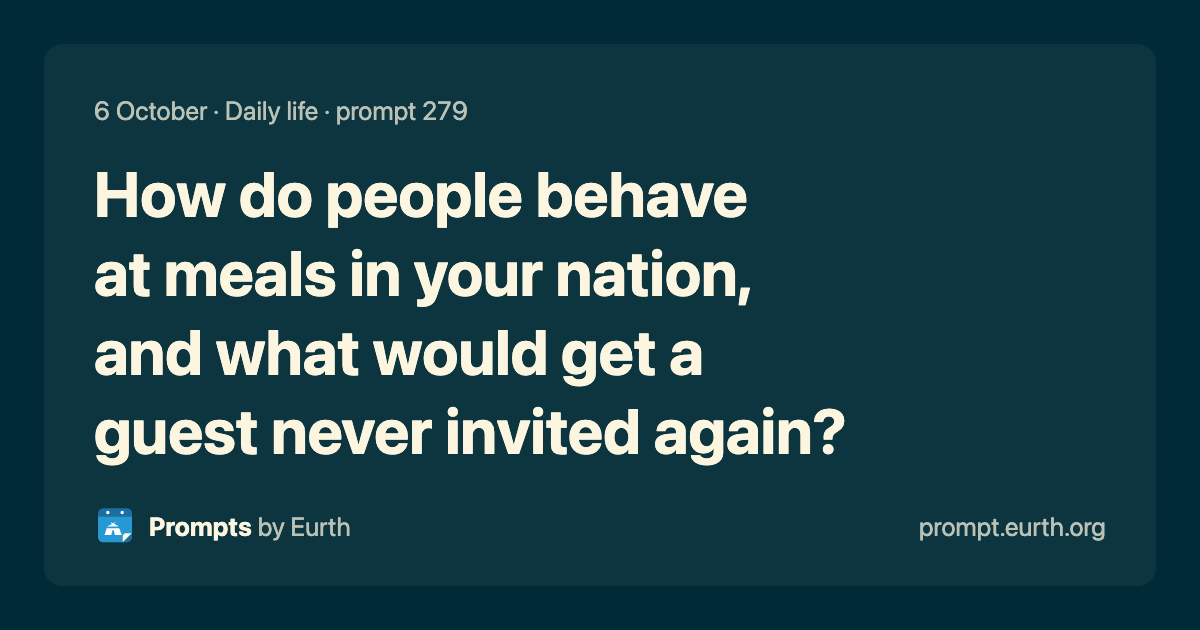 6 October · Daily life · prompt 279
How do people behave
at meals in your nation,
and what would get a
guest never invited again?
Prompts by Eurth
prompt.eurth.org